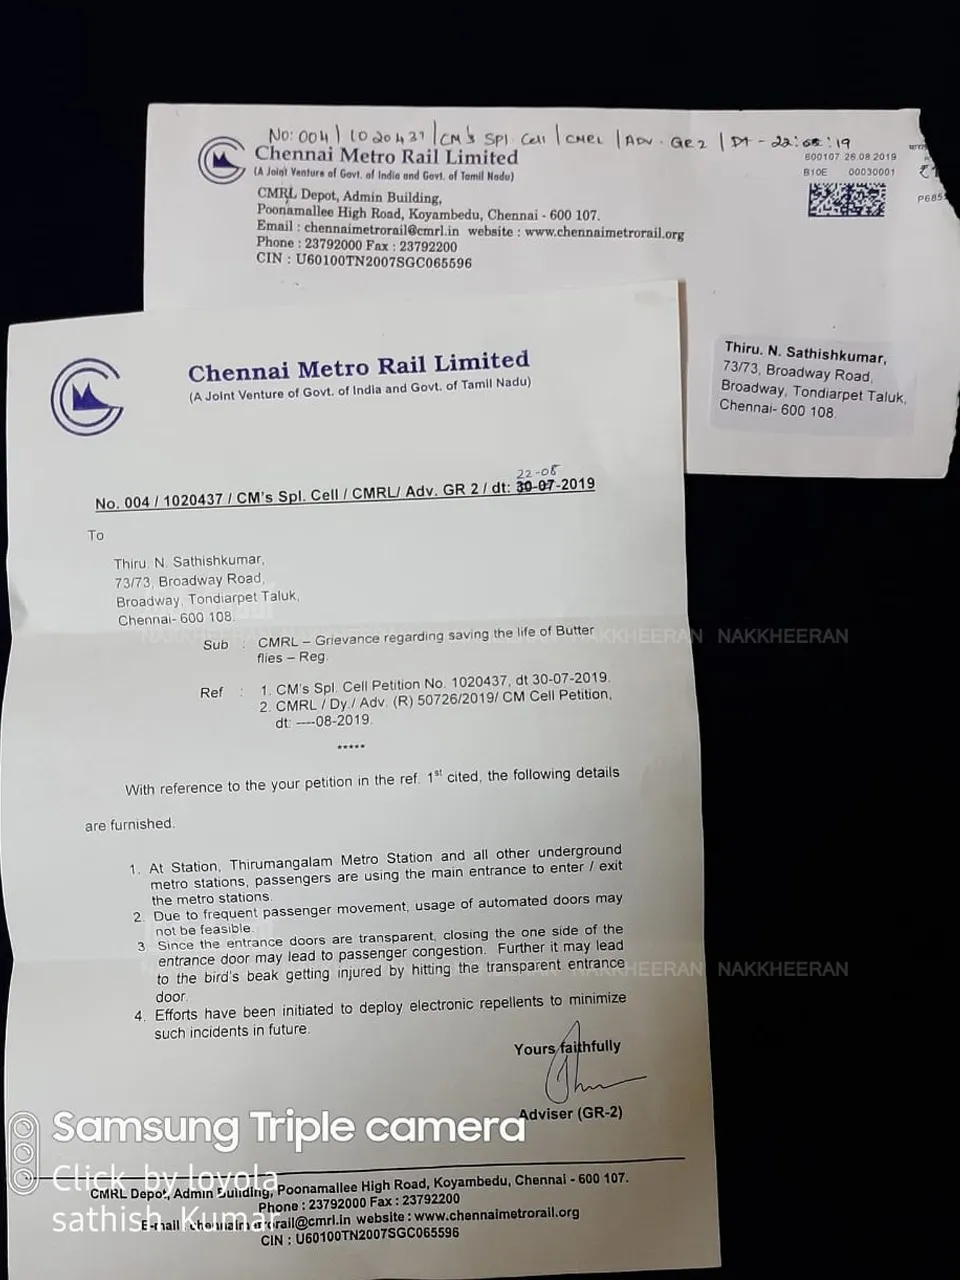 No: 004 / 1020437 / CM's Spl. Cell / CMRL / Adv. GR 2 / Dt - 22:08:19
Chennai Metro Rail Limited
(A Joint Venture of Govt. of India and Govt. of Tamil Nadu)
CMRL Depot, Admin Building,
Poonamallee High Road, Koyambedu, Chennai - 600 107.
Email : chennaimetrorail@cmrl.in website : www.chennaimetrorail.org
Phone : 23792000 Fax : 23792200
CIN : U60100TN2007SGC065596
600107 26.08.2019
B10E 00030001
Thiru. N. Sathishkumar,
73/73, Broadway Road,
Broadway, Tondiarpet Taluk,
Chennai- 600 108.
Chennai Metro Rail Limited
(A Joint Venture of Govt. of India and Govt. of Tamil Nadu)
22-08
No. 004 / 1020437 / CM's Spl. Cell / CMRL/ Adv. GR 2 / dt: 30-07-2019
To
Thiru. N. Sathishkumar,
73/73, Broadway Road,
Broadway, Tondiarpet Taluk,
Chennai- 600 108.
NAKKHEERAN NAKKHEERAN NAKKHEERAN
Sub : CMRL – Grievance regarding saving the life of Butter
flies – Reg.
Ref : 1. CM's Spl. Cell Petition No. 1020437, dt 30-07-2019.
2. CMRL / Dy./ Adv. (R) 50726/2019/ CM Cell Petition,
dt: ----08-2019.
*****
With reference to the your petition in the ref. 1st cited, the following details
are furnished.
1. At Station, Thirumangalam Metro Station and all other underground
metro stations, passengers are using the main entrance to enter / exit
the metro stations.
2. Due to frequent passenger movement, usage of automated doors may
not be feasible.
3 Since the entrance doors are transparent, closing the one side of the
entrance door may lead to passenger congestion. Further it may lead
to the bird's beak getting injured by hitting the transparent entrance
door.
NAKKHEERAN NAKKHEERAN NAKKHEERAN
4. Efforts have been initiated to deploy electronic repellents to minimize
such incidents in future.
Yours faithfully
Adviser (GR-2)
Samsung Triple camera
Click by loyola
sathish Kumar
CMRL Depot, Admin Building, Poonamallee High Road, Koyambedu, Chennai - 600 107.
Phone : 23792000 Fax : 23792200
E-mail : chennaimetrorail@cmrl.in website : www.chennaimetrorail.org
CIN : U60100TN2007SGC065596